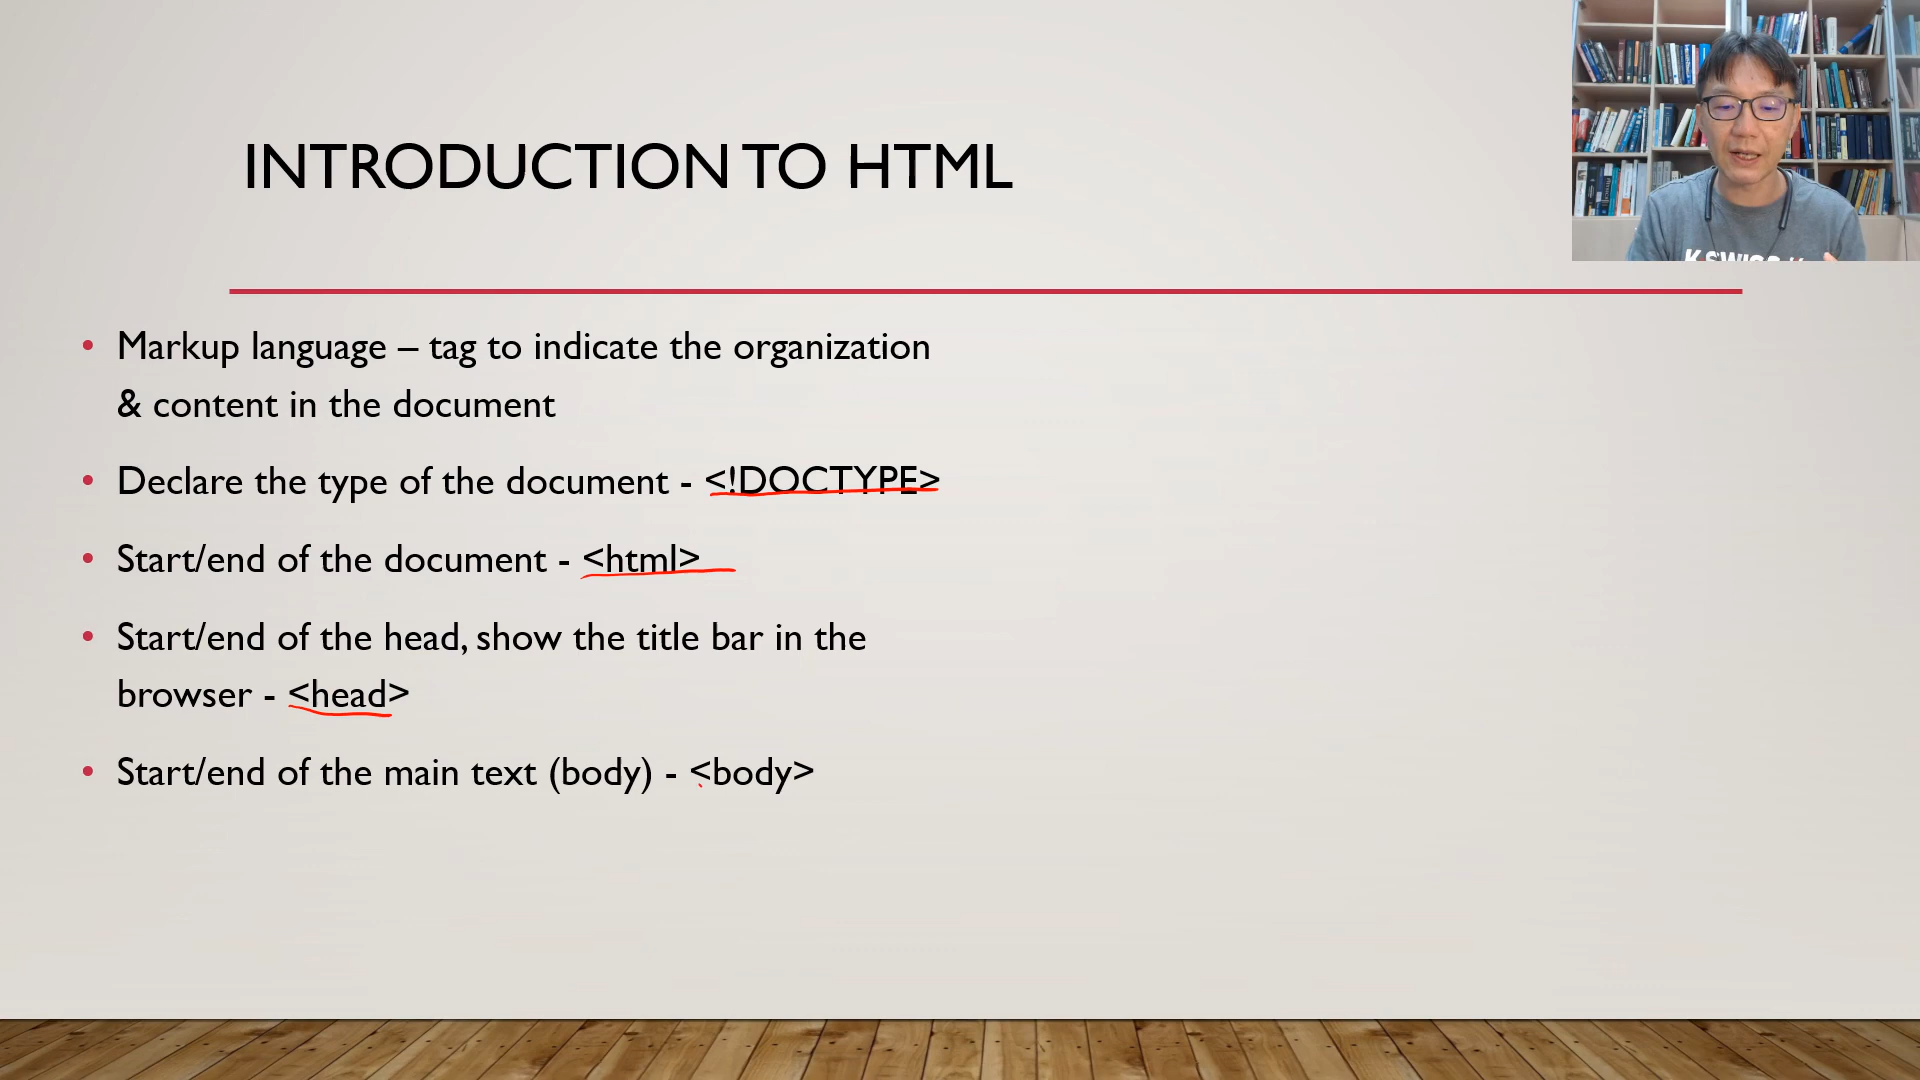 INTRODUCTION TO HTML
• Markup language – tag to indicate the organization
& content in the document
• Declare the type of the document - <!DOCTYPE>
• Start/end of the document - <html>
• Start/end of the head, show the title bar in the
browser - <head>
• Start/end of the main text (body) - <body>